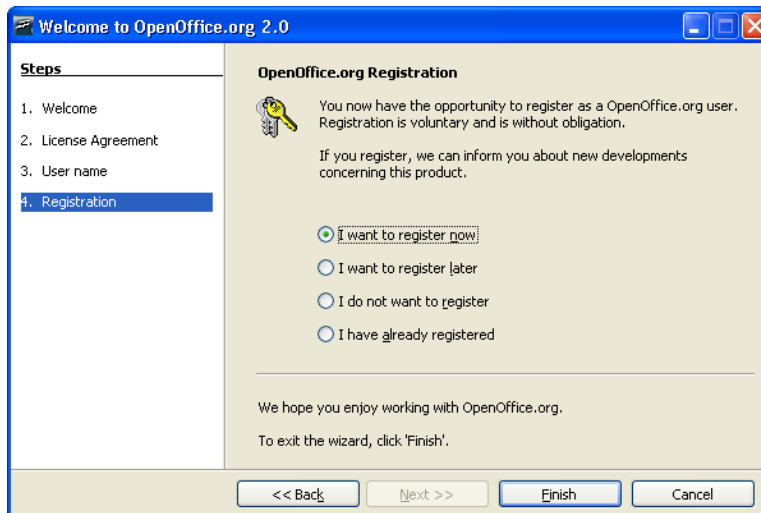 Welcome to OpenOffice.org 2.0
Steps
1. Welcome
2. License Agreement
3. User name
4. Registration
OpenOffice.org Registration
You now have the opportunity to register as a OpenOffice.org user.
Registration is voluntary and is without obligation.
If you register, we can inform you about new developments
concerning this product.
I want to register now
I want to register later
I do not want to register
I have already registered
We hope you enjoy working with OpenOffice.org.
To exit the wizard, click 'Finish'.
<< Back
Next >>
Finish
Cancel